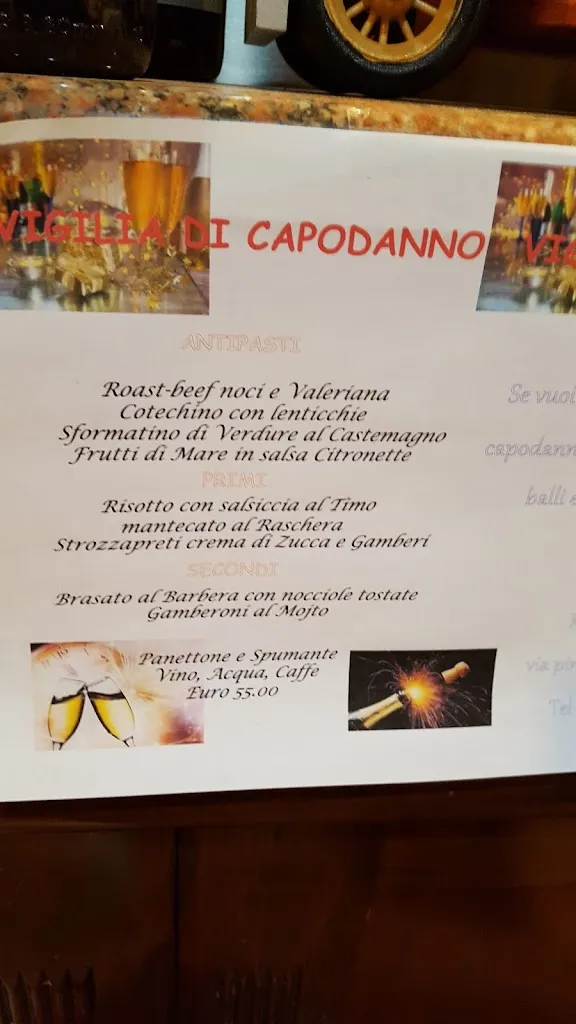 VIGILIA DI CAPODANNO
ANTIPASTI
Roast-beef noci e Valeriana
Cotechino con lenticchie
Sformatino di Verdure al Castemagno
Frutti di Mare in salsa Citronette
PRIMI
Risotto con salsiccia al Timo
mantecato al Raschera
Strozzapreti crema di Zucca e Gamberi
SECONDI
Brasato al Barbera con nocciole tostate
Gamberoni al Mojto
Panettone e Spumante
Vino, Acqua, Caffe
Euro 55.00
VIG
Se vuoi
capodann
balli e
via pin
Tel